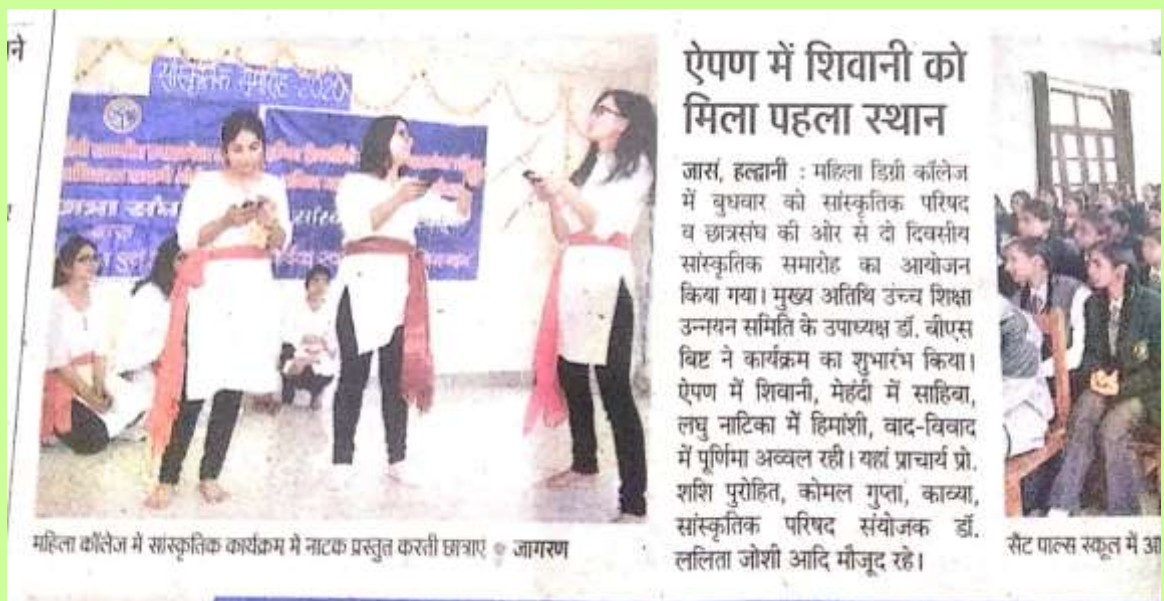 ने
सांस्कृतिक समारोह-2020
ऐपण में शिवानी को
मिला पहला स्थान
जासं, हल्द्वानी : महिला डिग्री कॉलेज
में बुधवार को सांस्कृतिक परिषद
व छात्रसंघ की ओर से दो दिवसीय
सांस्कृतिक समारोह का आयोजन
किया गया। मुख्य अतिथि उच्च शिक्षा
उन्नयन समिति के उपाध्यक्ष डॉ. बीएस
बिष्ट ने कार्यक्रम का शुभारंभ किया।
ऐपण में शिवानी, मेहंदी में साहिबा,
लघु नाटिका में हिमांशी, वाद-विवाद
में पूर्णिमा अव्वल रही। यहां प्राचार्य प्रो.
शशि पुरोहित, कोमल गुप्ता, काव्या,
सांस्कृतिक परिषद संयोजक डॉ.
ललिता जोशी आदि मौजूद रहे।
महिला कॉलेज में सांस्कृतिक कार्यक्रम में नाटक प्रस्तुत करती छात्राएं ● जागरण
सैंट पाल्स स्कूल में आ